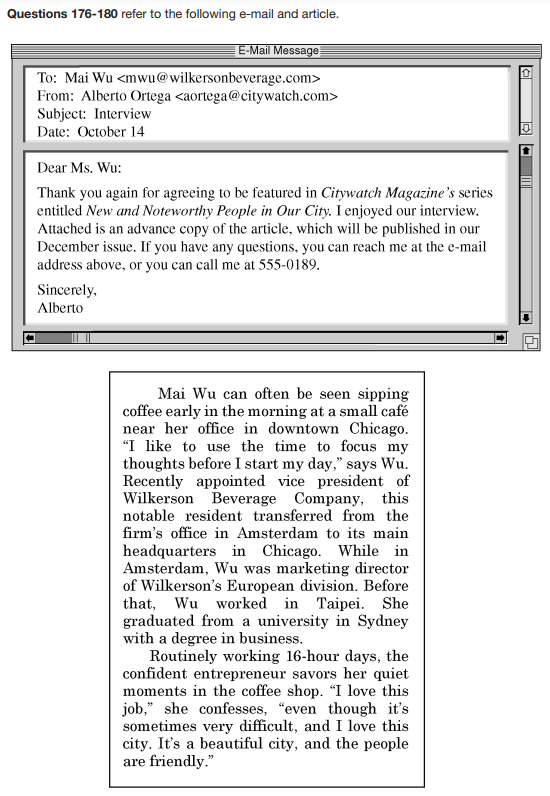 Questions 176-180 refer to the following e-mail and article.
E-Mail Message
To: Mai Wu <mwu@wilkersonbeverage.com>
From: Alberto Ortega <aortega@citywatch.com>
Subject: Interview
Date: October 14
Dear Ms. Wu:
Thank you again for agreeing to be featured in Citywatch Magazine's series
entitled New and Noteworthy People in Our City. I enjoyed our interview.
Attached is an advance copy of the article, which will be published in our
December issue. If you have any questions, you can reach me at the e-mail
address above, or you can call me at 555-0189.
Sincerely,
Alberto
Mai Wu can often be seen sipping
coffee early in the morning at a small café
near her office in downtown Chicago.
“I like to use the time to focus my
thoughts before I start my day,” says Wu.
Recently appointed vice president of
Wilkerson Beverage Company, this
notable resident transferred from the
firm's office in Amsterdam to its main
headquarters in Chicago. While in
Amsterdam, Wu was marketing director
of Wilkerson's European division. Before
that, Wu worked in Taipei. She
graduated from a university in Sydney
with a degree in business.
Routinely working 16-hour days, the
confident entrepreneur savors her quiet
moments in the coffee shop. “I love this
job,” she confesses, “even though it's
sometimes very difficult, and I love this
city. It's a beautiful city, and the people
are friendly.”